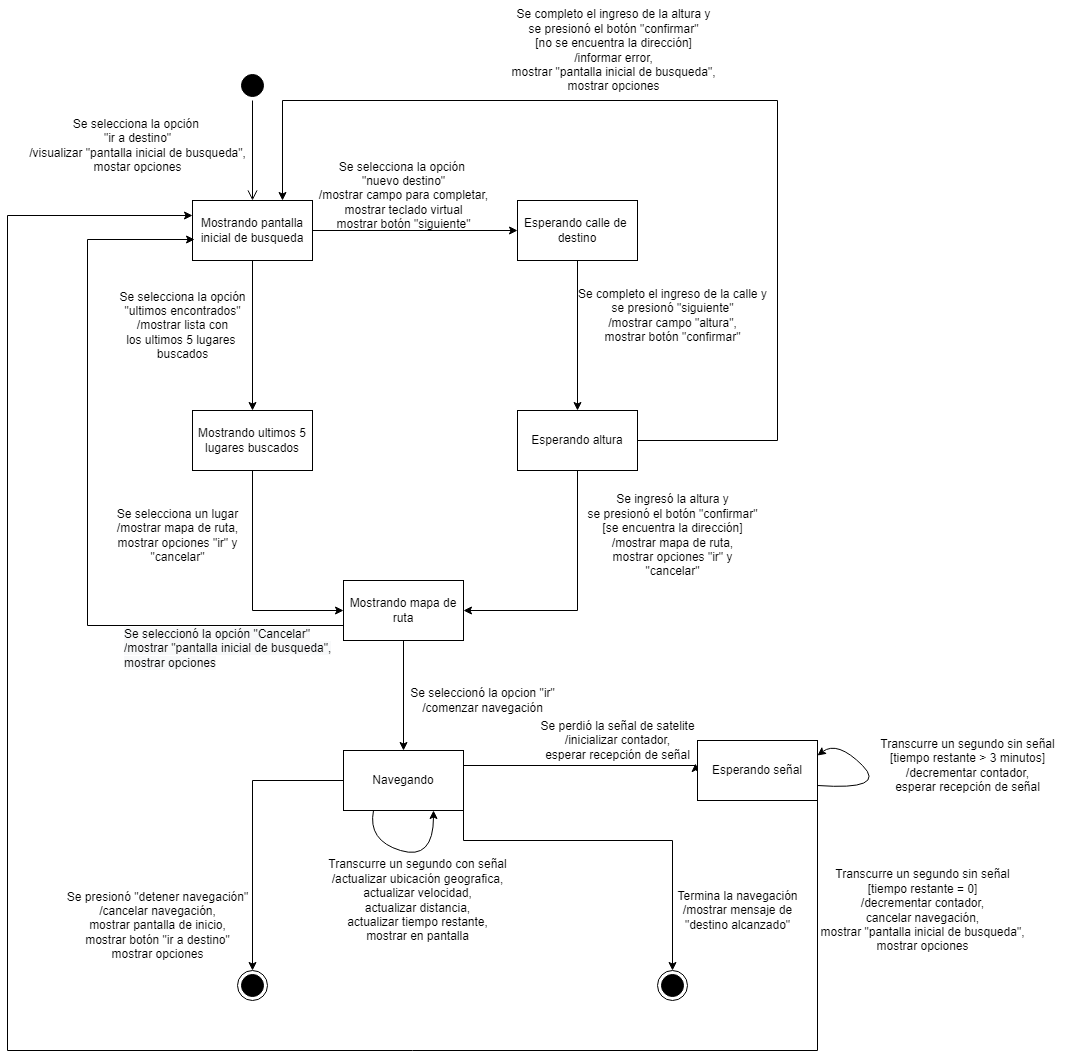 Se completo el ingreso de la altura y
se presionó el botón "confirmar"
[no se encuentra la dirección]
/informar error,
mostrar "pantalla inicial de busqueda",
mostrar opciones
Se selecciona la opción
"ir a destino"
/visualizar "pantalla inicial de busqueda",
mostar opciones
Se selecciona la opción
"nuevo destino"
/mostrar campo para completar,
mostrar teclado virtual
mostrar botón "siguiente"
Mostrando pantalla
inicial de busqueda
Esperando calle de
destino
Se selecciona la opción
"ultimos encontrados"
/mostrar lista con
los ultimos 5 lugares
buscados
Se completo el ingreso de la calle y
se presionó "siguiente"
/mostrar campo "altura",
mostrar botón "confirmar"
Mostrando ultimos 5
lugares buscados
Esperando altura
Se selecciona un lugar
/mostrar mapa de ruta,
mostrar opciones "ir" y
"cancelar"
Se ingresó la altura y
se presionó el botón "confirmar"
[se encuentra la dirección]
/mostrar mapa de ruta,
mostrar opciones "ir" y
"cancelar"
Mostrando mapa de
ruta
Se seleccionó la opción "Cancelar"
/mostrar "pantalla inicial de busqueda",
mostrar opciones
Se seleccionó la opcion "ir"
/comenzar navegación
Se perdió la señal de satelite
/inicializar contador,
esperar recepción de señal
Navegando
Esperando señal
Transcurre un segundo sin señal
[tiempo restante > 3 minutos]
/decrementar contador,
esperar recepción de señal
Transcurre un segundo con señal
/actualizar ubicación geografica,
actualizar velocidad,
actualizar distancia,
actualizar tiempo restante,
mostrar en pantalla
Transcurre un segundo sin señal
[tiempo restante = 0]
/decrementar contador,
cancelar navegación,
mostrar "pantalla inicial de busqueda",
mostrar opciones
Se presionó "detener navegación"
/cancelar navegación,
mostrar pantalla de inicio,
mostrar botón "ir a destino"
mostrar opciones
Termina la navegación
/mostrar mensaje de
"destino alcanzado"